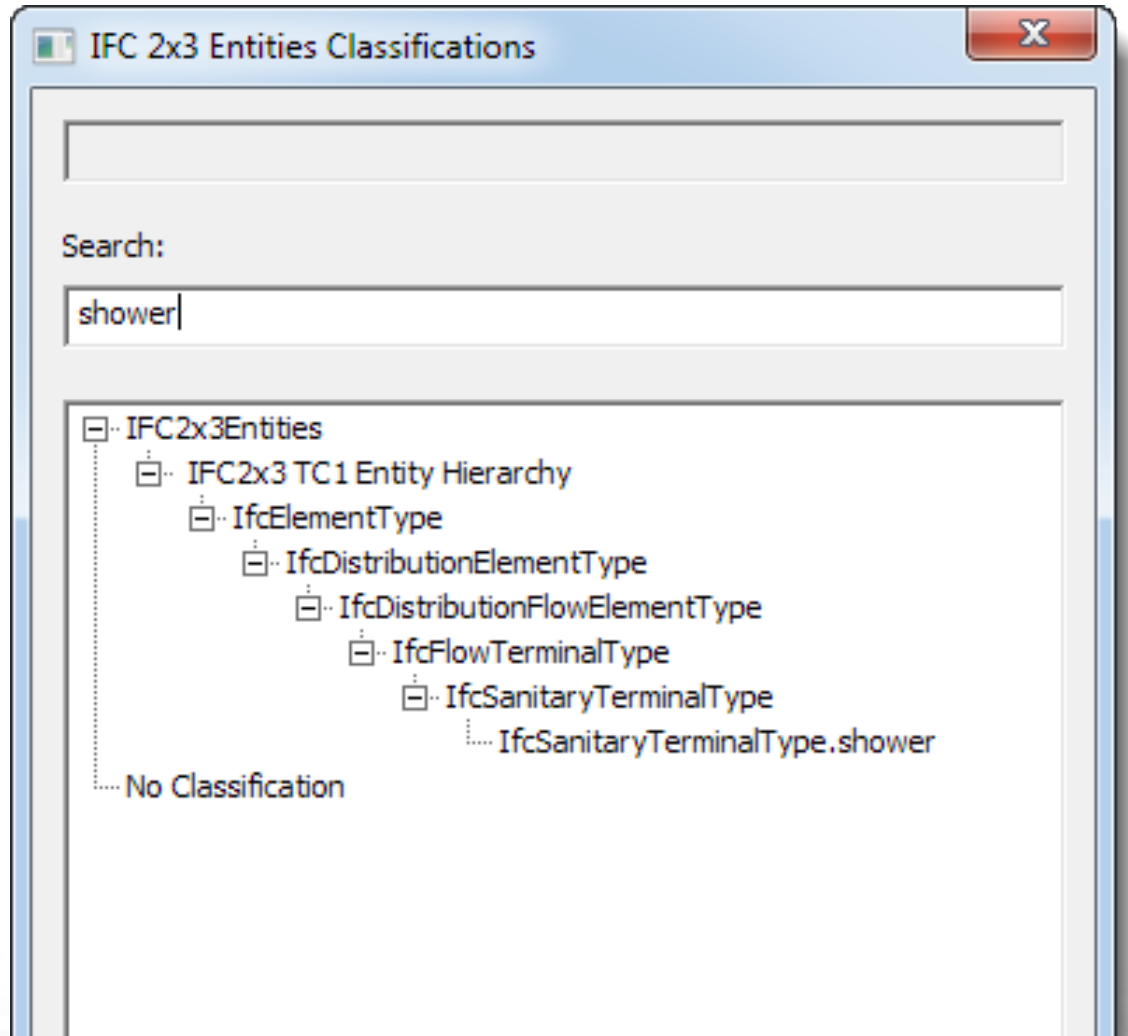 IFC 2x3 Entities Classifications
Search:
shower
IFC2x3Entities
IFC2x3 TC1 Entity Hierarchy
IfcElementType
IfcDistributionElementType
IfcDistributionFlowElementType
IfcFlowTerminalType
IfcSanitaryTerminalType
IfcSanitaryTerminalType.shower
No Classification